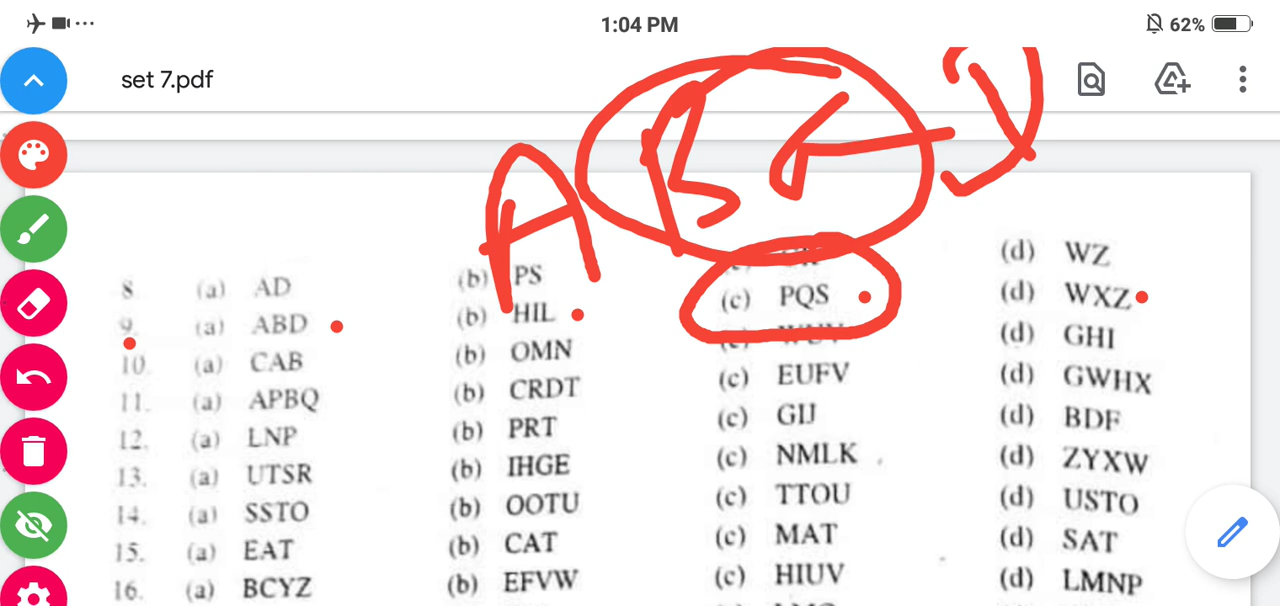 1:04 PM
62%
set 7.pdf
A
8 (a) AD (b) PS (d) WZ
9. (a) ABD (b) HIL (c) PQS (d) WXZ
10. (a) CAB (b) OMN (d) GHI
11. (a) APBQ (b) CRDT (c) EUFV (d) GWHX
12. (a) LNP (b) PRT (c) GIJ (d) BDF
13. (a) UTSR (b) IHGE (c) NMLK (d) ZYXW
14. (a) SSTO (b) OOTU (c) TTOU (d) USTO
15. (a) EAT (b) CAT (c) MAT (d) SAT
16. (a) BCYZ (b) EFVW (c) HIUV (d) LMNP